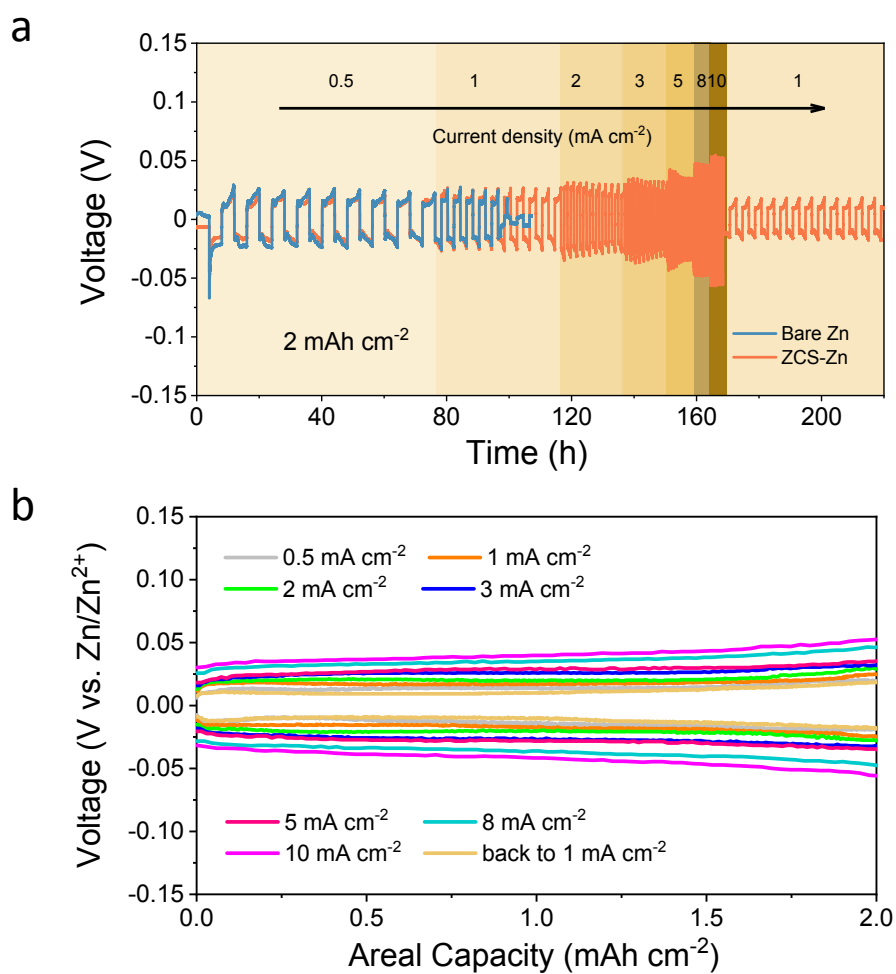 a
0.15
0.10
0.05
0
-0.05
-0.1
-0.15
Voltage (V)
0.5
1
2
3
5
8
10
1
Current density (mA cm⁻²)
2 mAh cm⁻²
Bare Zn
ZCS-Zn
0
40
80
120
160
200
Time (h)
b
0.15
0.10
0.05
0.00
-0.05
-0.10
-0.15
Voltage (V vs. Zn/Zn²⁺)
0.5 mA cm⁻²
1 mA cm⁻²
2 mA cm⁻²
3 mA cm⁻²
5 mA cm⁻²
8 mA cm⁻²
10 mA cm⁻²
back to 1 mA cm⁻²
0.0
0.5
1.0
1.5
2.0
Areal Capacity (mAh cm⁻²)